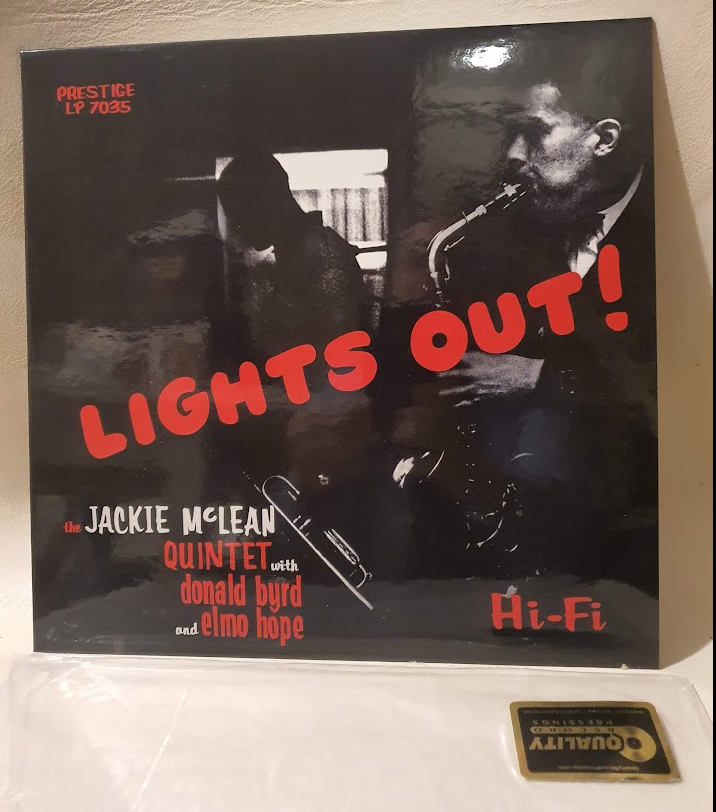 PRESTIGE
LP 7035
LIGHTS OUT!
the JACKIE McLEAN
QUINTET with
donald byrd
and elmo hope
Hi-Fi
QUALITY
RECORD
PRESSINGS